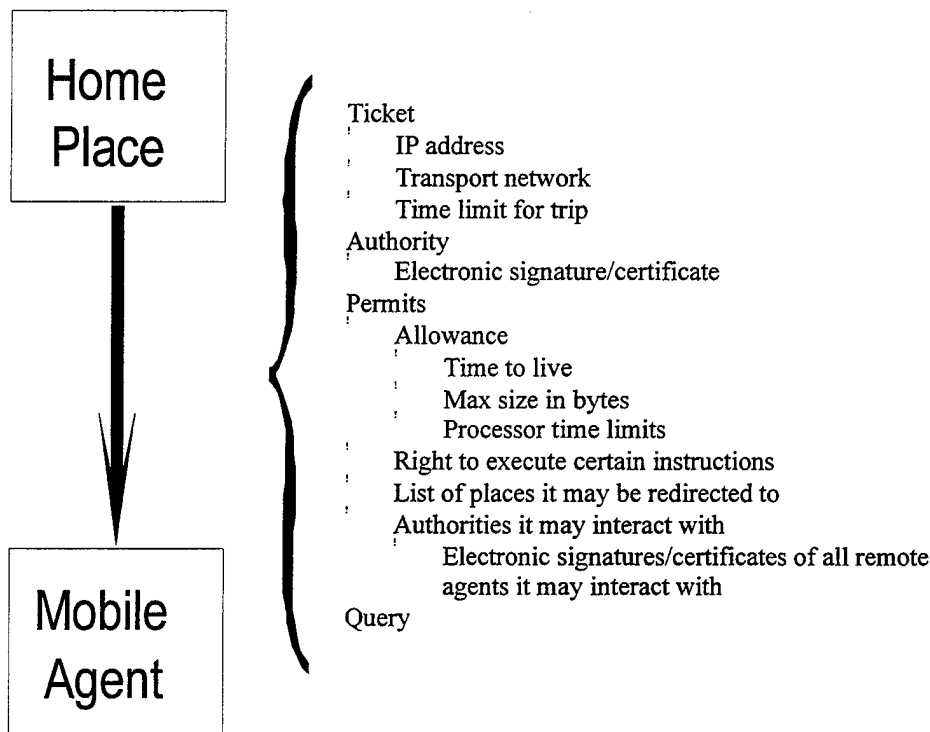 Home
Place
Ticket
IP address
Transport network
Time limit for trip
Authority
Electronic signature/certificate
Permits
Allowance
Time to live
Max size in bytes
Processor time limits
Right to execute certain instructions
List of places it may be redirected to
Authorities it may interact with
Electronic signatures/certificates of all remote
agents it may interact with
Query
Mobile
Agent